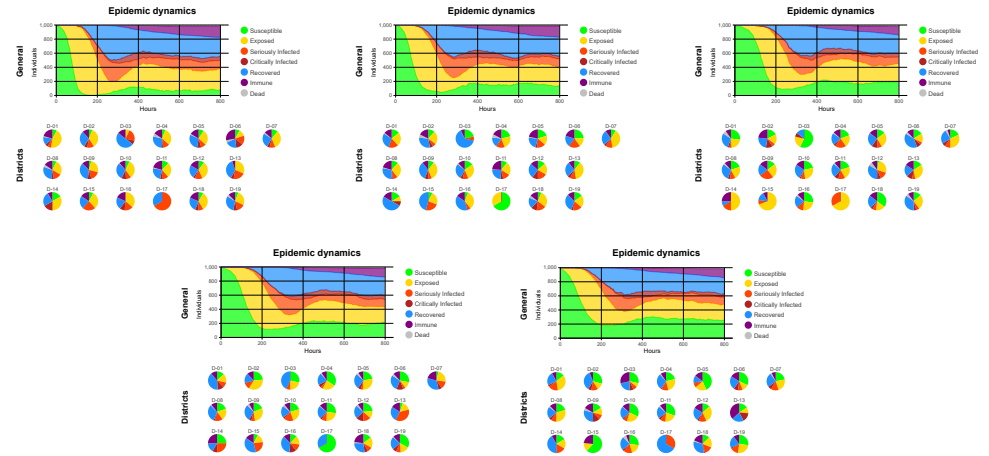 Epidemic dynamics
General
Individuals
1,000
800
600
400
200
0
0 200 400 600 800
Hours
Susceptible
Exposed
Seriously Infected
Critically Infected
Recovered
Immune
Dead
Districts
D-01 D-02 D-03 D-04 D-05 D-06 D-07
D-08 D-09 D-10 D-11 D-12 D-13
D-14 D-15 D-16 D-17 D-18 D-19
Epidemic dynamics
General
Individuals
1,000
800
600
400
200
0
0 200 400 600 800
Hours
Susceptible
Exposed
Seriously Infected
Critically Infected
Recovered
Immune
Dead
Districts
D-01 D-02 D-03 D-04 D-05 D-06 D-07
D-08 D-09 D-10 D-11 D-12 D-13
D-14 D-15 D-16 D-17 D-18 D-19
Epidemic dynamics
General
Individuals
1,000
800
600
400
200
0
0 200 400 600 800
Hours
Susceptible
Exposed
Seriously Infected
Critically Infected
Recovered
Immune
Dead
Districts
D-01 D-02 D-03 D-04 D-05 D-06 D-07
D-08 D-09 D-10 D-11 D-12 D-13
D-14 D-15 D-16 D-17 D-18 D-19
Epidemic dynamics
General
Individuals
1,000
800
600
400
200
0
0 200 400 600 800
Hours
Susceptible
Exposed
Seriously Infected
Critically Infected
Recovered
Immune
Dead
Districts
D-01 D-02 D-03 D-04 D-05 D-06 D-07
D-08 D-09 D-10 D-11 D-12 D-13
D-14 D-15 D-16 D-17 D-18 D-19
Epidemic dynamics
General
Individuals
1,000
800
600
400
200
0
0 200 400 600 800
Hours
Susceptible
Exposed
Seriously Infected
Critically Infected
Recovered
Immune
Dead
Districts
D-01 D-02 D-03 D-04 D-05 D-06 D-07
D-08 D-09 D-10 D-11 D-12 D-13
D-14 D-15 D-16 D-17 D-18 D-19